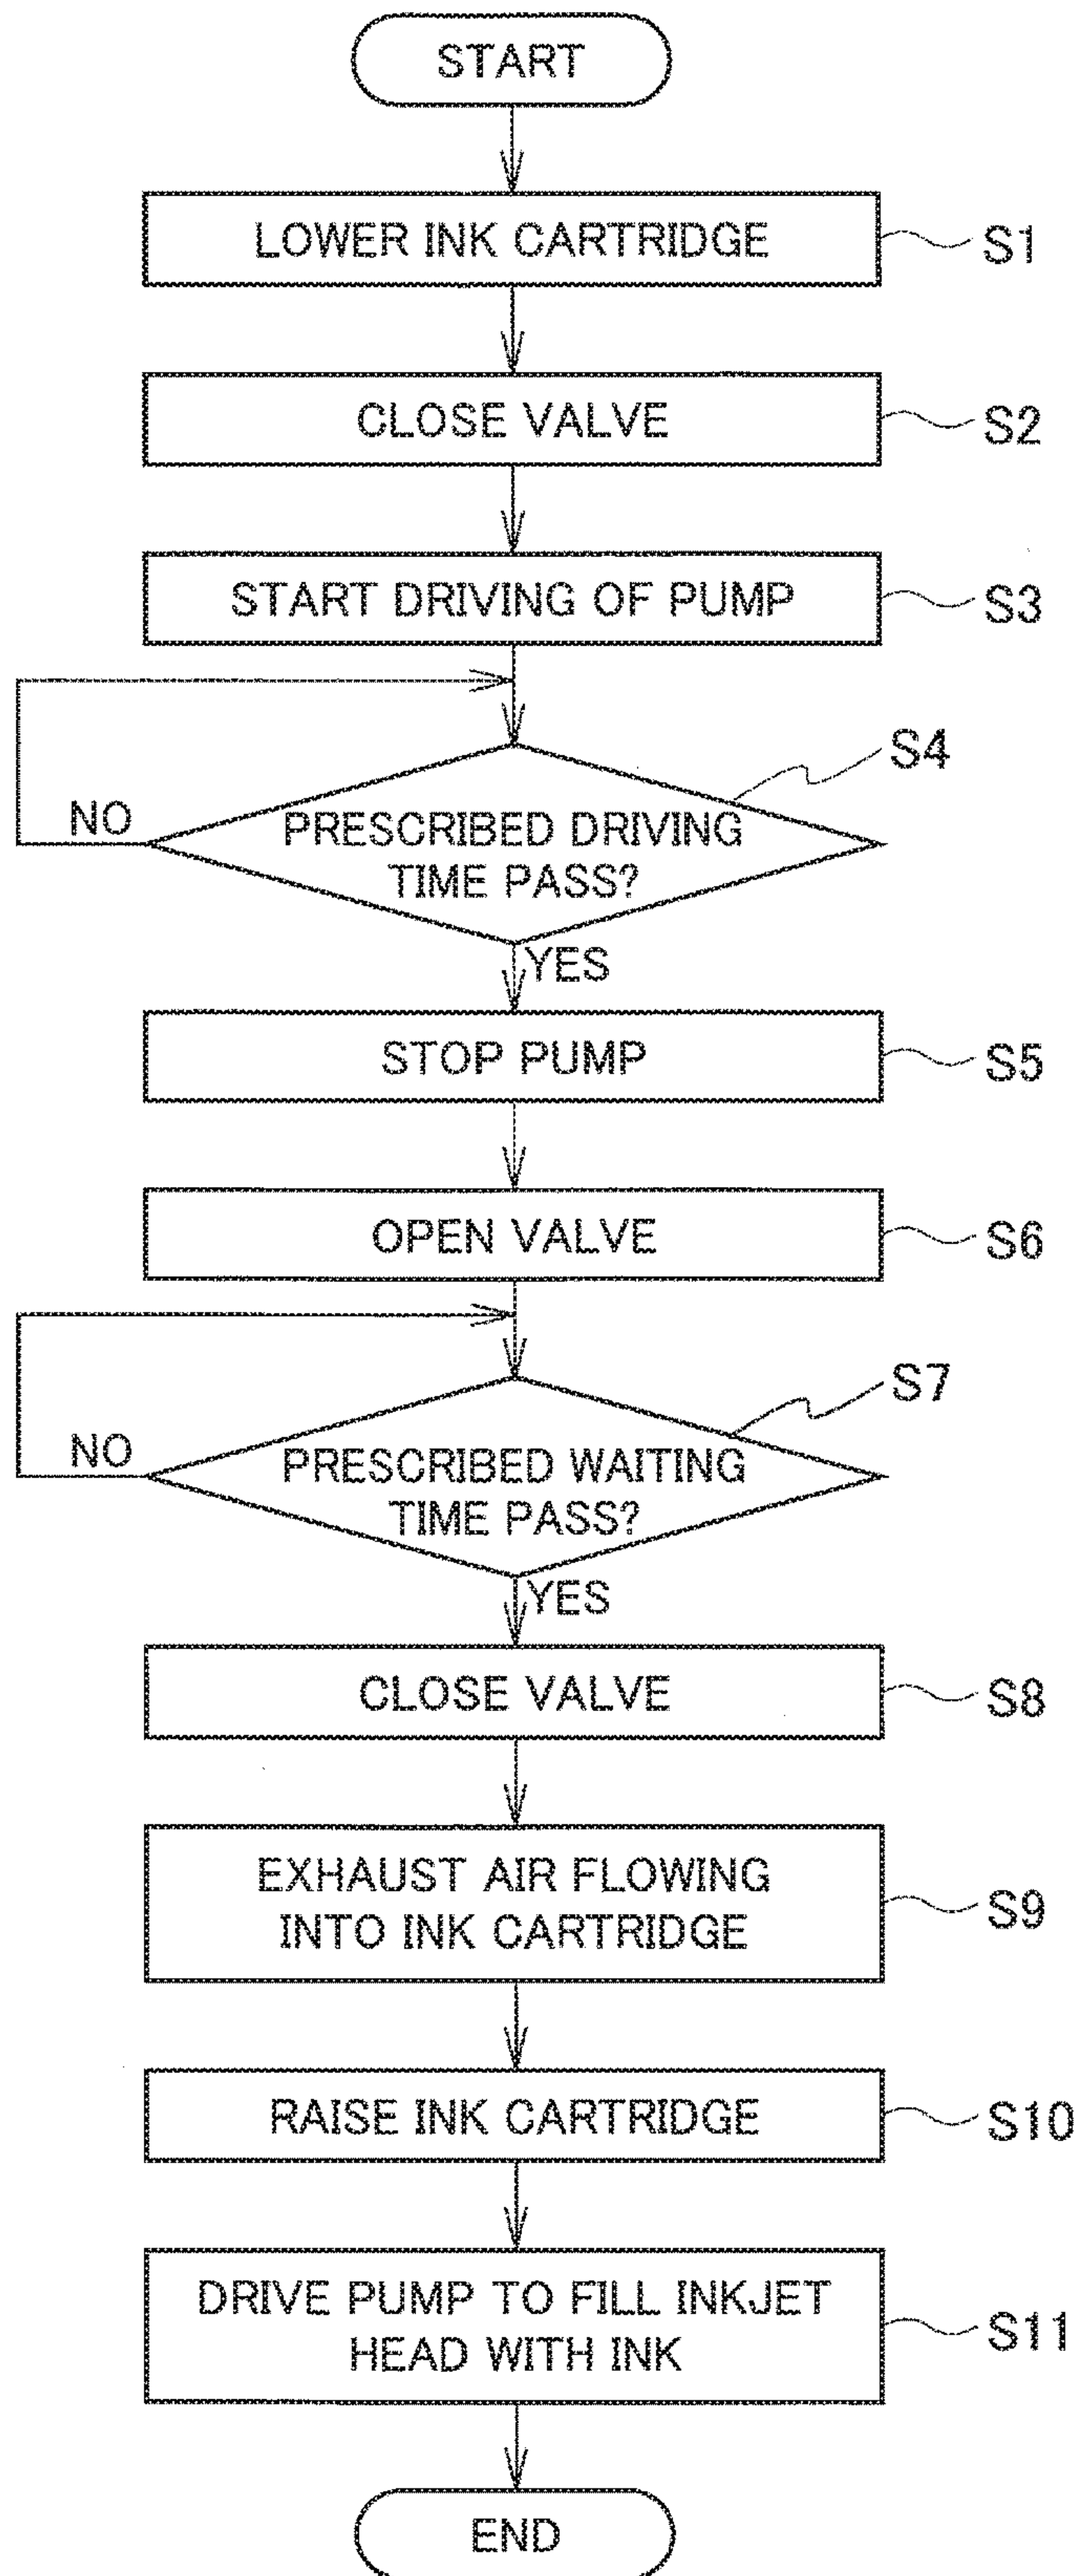 START
LOWER INK CARTRIDGE
S1
CLOSE VALVE
S2
START DRIVING OF PUMP
S3
S4
NO
PRESCRIBED DRIVING
TIME PASS?
YES
STOP PUMP
S5
OPEN VALVE
S6
S7
NO
PRESCRIBED WAITING
TIME PASS?
YES
CLOSE VALVE
S8
EXHAUST AIR FLOWING
INTO INK CARTRIDGE
S9
RAISE INK CARTRIDGE
S10
DRIVE PUMP TO FILL INKJET
HEAD WITH INK
S11
END